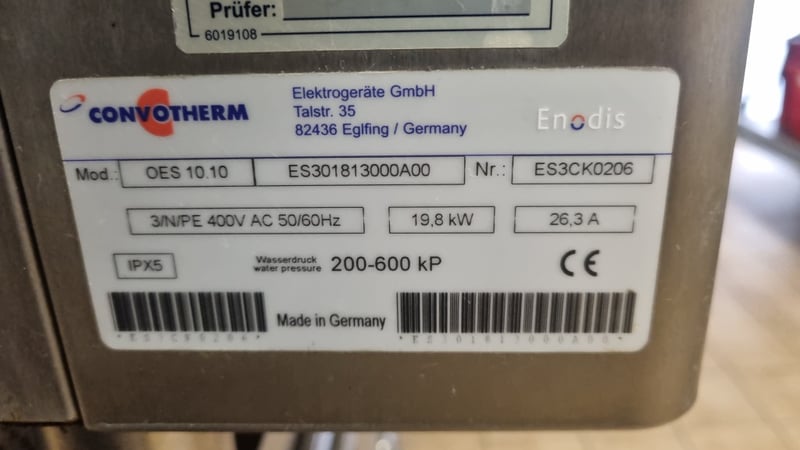 Prüfer:
6019108
CONVOTHERM
Elektrogeräte GmbH
Talstr. 35
82436 Eglfing / Germany
Enodis
Mod.: OES 10.10 ES301813000A00 Nr.: ES3CK0206
3/N/PE 400V AC 50/60Hz 19,8 kW 26,3 A
IPX5 Wasserdruck
water pressure 200-600 kP CE
Made in Germany
*ES3CK0206* *ES301813000A00*